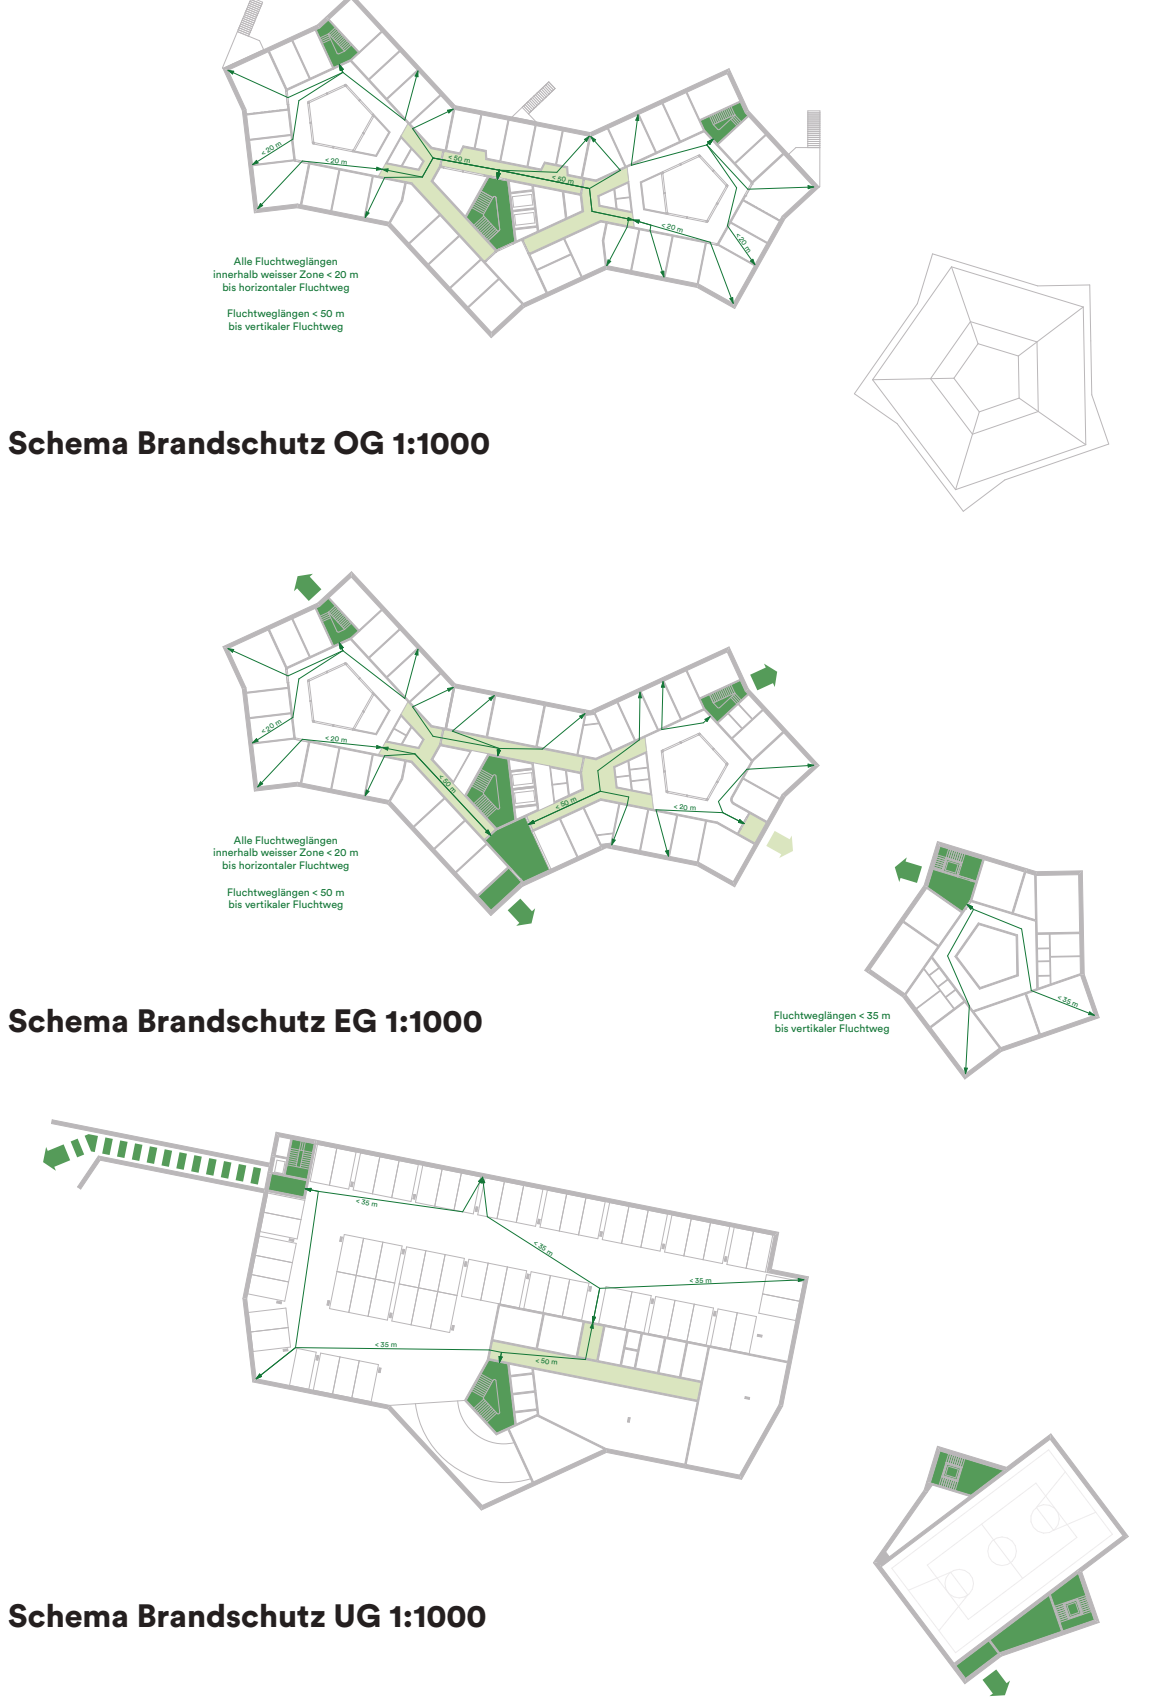 < 50 m
< 50 m
< 20 m
< 20 m
< 20 m
< 20 m
Alle Fluchtweglängen
innerhalb weisser Zone < 20 m
bis horizontaler Fluchtweg
Fluchtweglängen < 50 m
bis vertikaler Fluchtweg
Schema Brandschutz OG 1:1000
< 20 m
< 20 m
< 50 m
< 50 m
< 20 m
Alle Fluchtweglängen
innerhalb weisser Zone < 20 m
bis horizontaler Fluchtweg
Fluchtweglängen < 50 m
bis vertikaler Fluchtweg
< 35 m
Fluchtweglängen < 35 m
bis vertikaler Fluchtweg
Schema Brandschutz EG 1:1000
< 35 m
< 35 m
< 35 m
< 35 m
< 50 m
Schema Brandschutz UG 1:1000